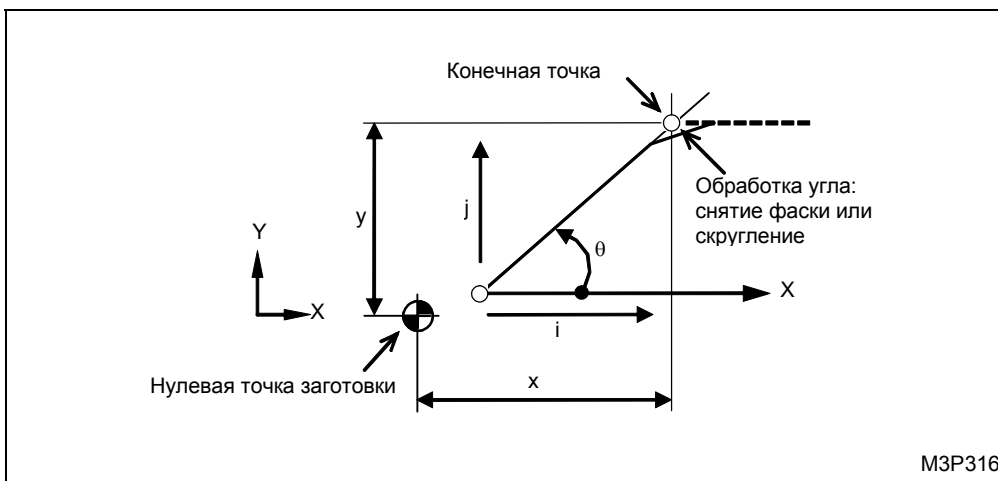 Конечная точка
Обработка угла:
снятие фаски или
скругление
y
j
θ
Y
X
X
i
Нулевая точка заготовки
x
M3P316